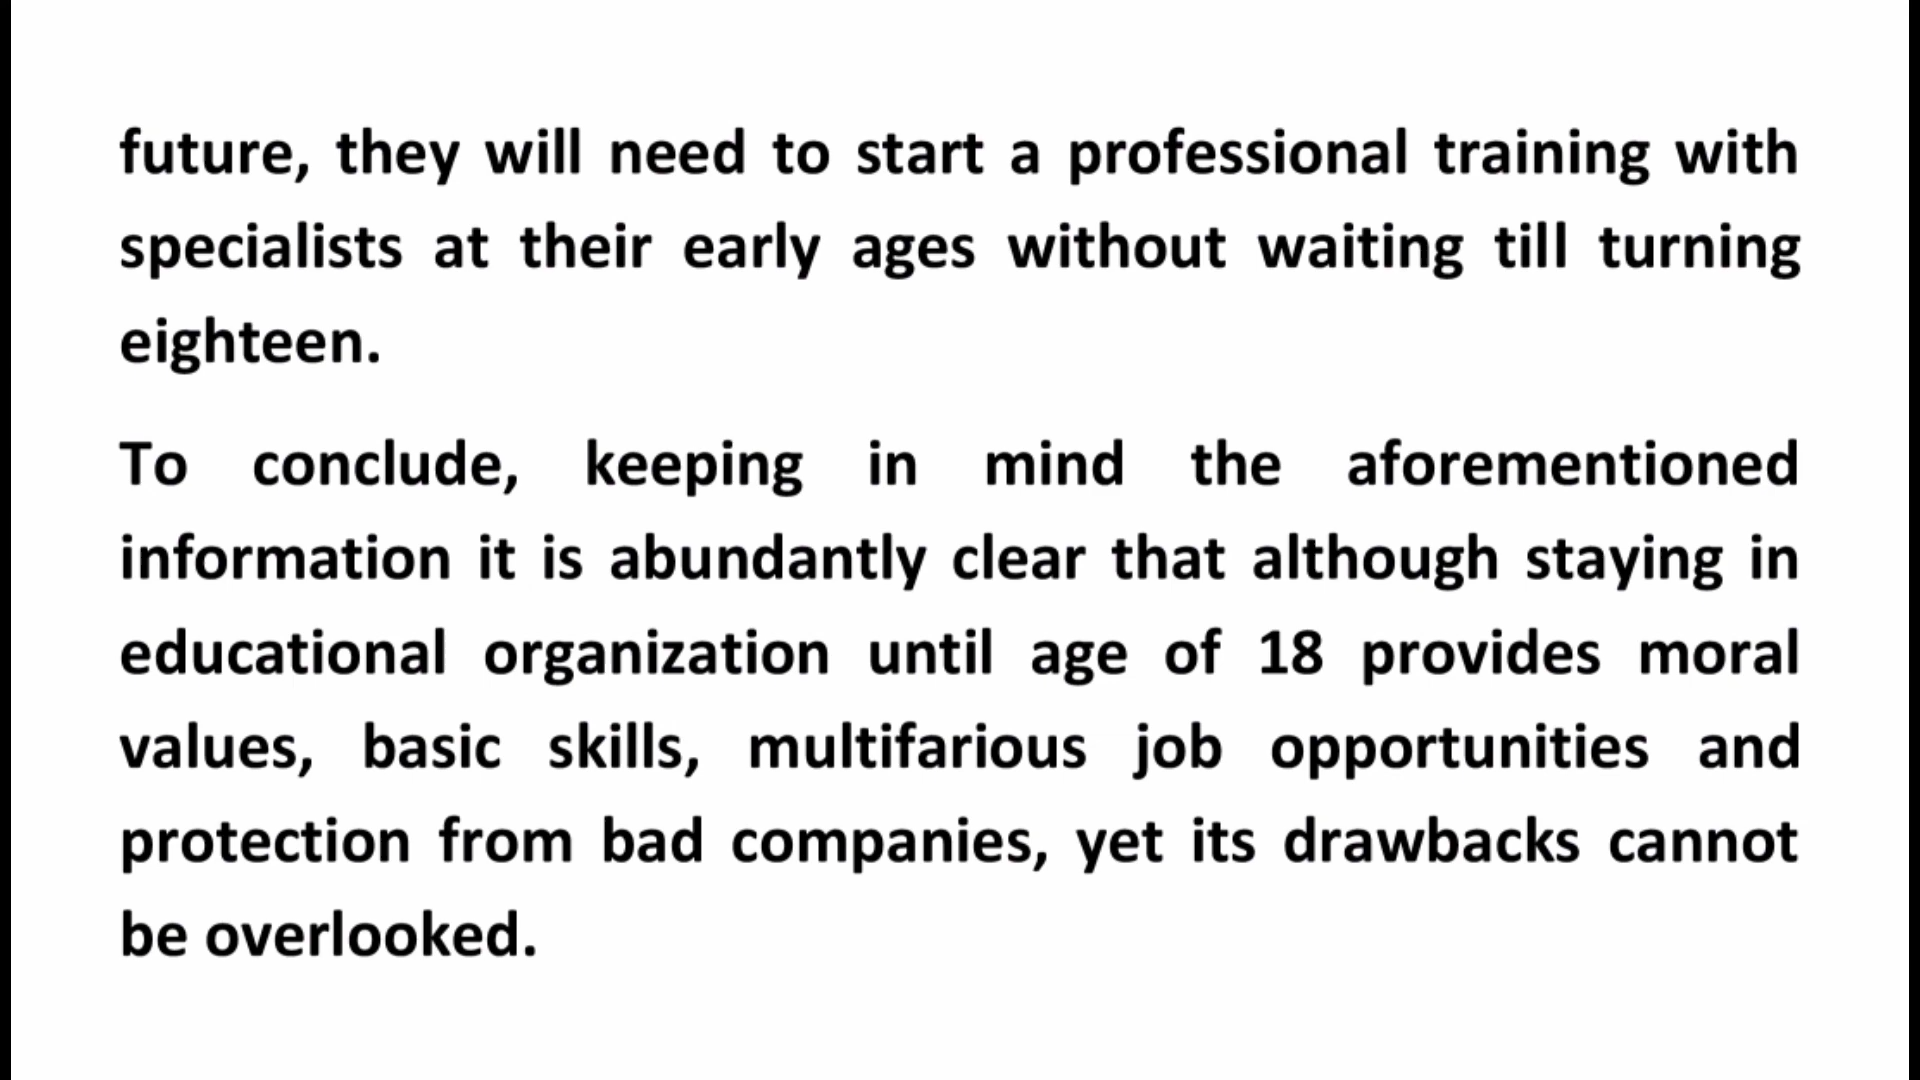 future, they will need to start a professional training with
specialists at their early ages without waiting till turning
eighteen.
To conclude, keeping in mind the aforementioned
information it is abundantly clear that although staying in
educational organization until age of 18 provides moral
values, basic skills, multifarious job opportunities and
protection from bad companies, yet its drawbacks cannot
be overlooked.